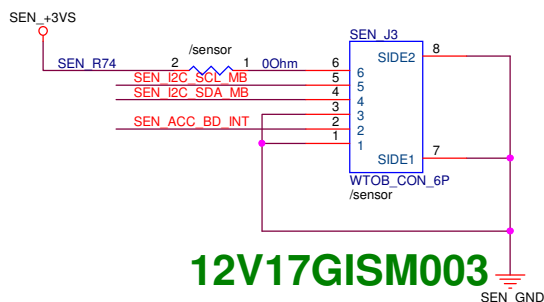 SEN_+3VS
SEN_J3
/sensor
SEN_R74 2 1 0Ohm 6 6 SIDE2 8
SEN_I2C_SCL_MB 5 5
SEN_I2C_SDA_MB 4 4
3 3
SEN_ACC_BD_INT 2 2
1 1
SIDE1 7
WTOB_CON_6P
/sensor
12V17GISM003
SEN_GND